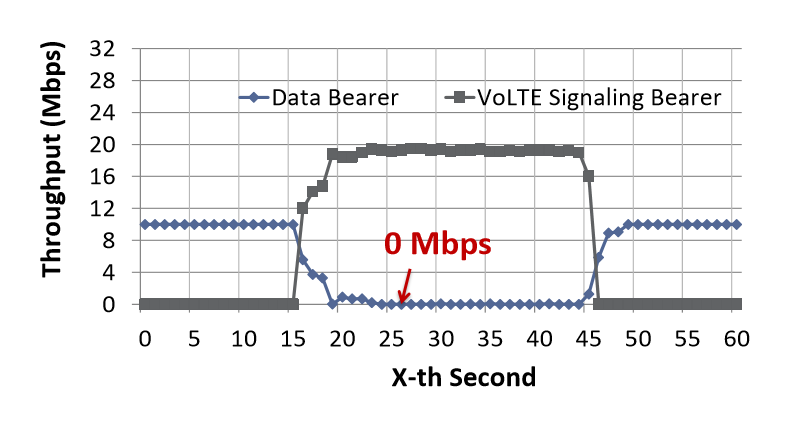 Throughput (Mbps)
32
28
24
20
16
12
8
4
0
Data Bearer
VoLTE Signaling Bearer
0 Mbps
0 5 10 15 20 25 30 35 40 45 50 55 60
X-th Second